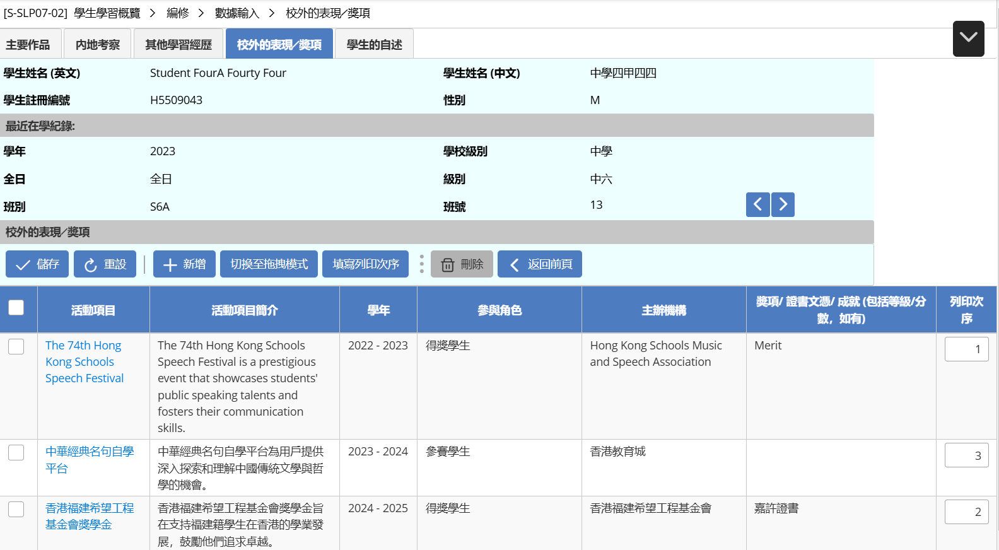 [S-SLP07-02] 學生學習概覽 > 編修 > 數據輸入 > 校外的表現/獎項
主要作品 內地考察 其他學習經歷 校外的表現/獎項 學生的自述
學生姓名 (英文) Student FourA Fourty Four 學生姓名 (中文) 中學四甲四四
學生註冊編號 H5509043 性別 M
最近在學紀錄:
學年 2023 學校級別 中學
全日 全日 級別 中六
班別 S6A 班號 13
校外的表現/獎項
儲存 重設 新增 切換至拖拽模式 填寫列印次序 刪除 返回前頁
活動項目 活動項目簡介 學年 參與角色 主辦機構 獎項/ 證書文憑/ 成就 (包括等級/分數，如有) 列印次序
The 74th Hong The 74th Hong Kong Schools 2022 - 2023 得獎學生 Hong Kong Schools Music Merit 1
Kong Schools Speech Festival is a prestigious and Speech Association
Speech Festival event that showcases students'
public speaking talents and
fosters their communication
skills.
中華經典名句自學 中華經典名句自學平台為用戶提供 2023 - 2024 參賽學生 香港教育城 3
平台 深入探索和理解中國傳統文學與哲
學的機會。
香港福建希望工程 香港福建希望工程基金會獎學金旨 2024 - 2025 得獎學生 香港福建希望工程基金會 嘉許證書 2
基金會獎學金 在支持福建籍學生在香港的學業發
展，鼓勵他們追求卓越。